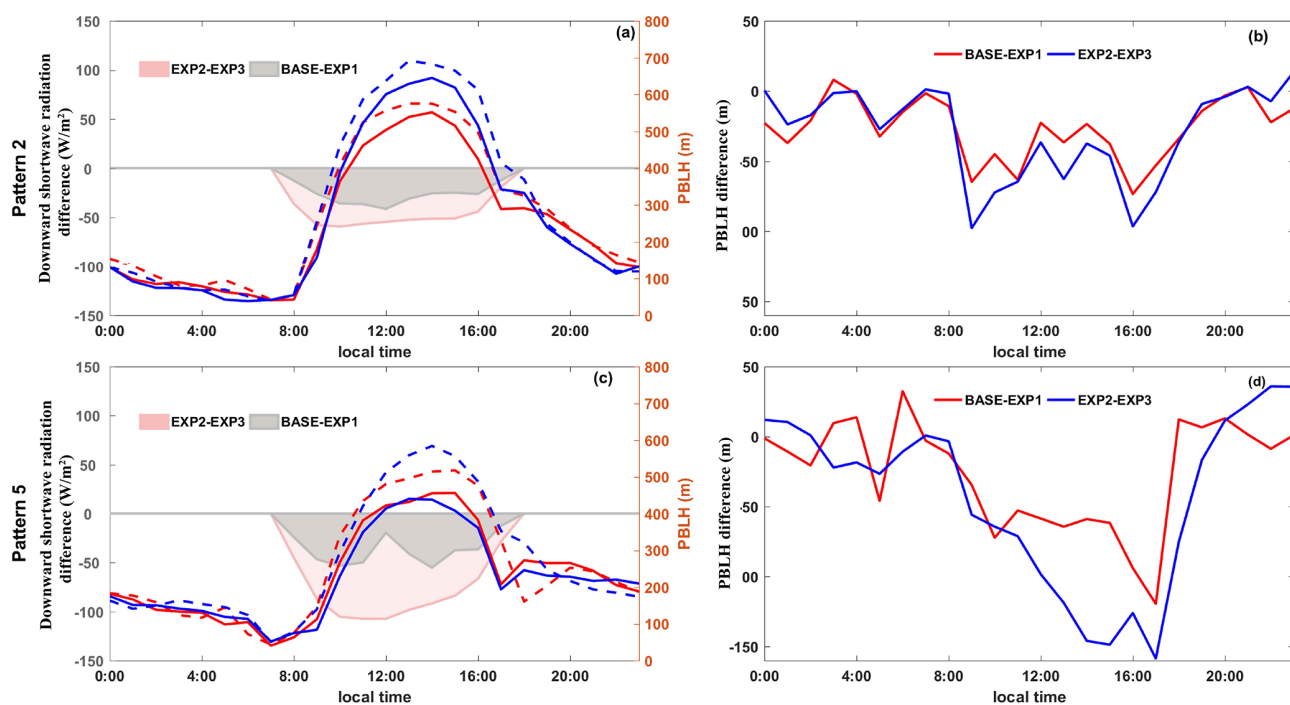 (a)
EXP2-EXP3 BASE-EXP1
Pattern 2
Downward shortwave radiation
difference (W/m²)
150
100
50
0
-50
-100
-150
800
700
600
500
400
300
200
100
0
PBLH (m)
0:00 4:00 8:00 12:00 16:00 20:00
local time
(b)
BASE-EXP1 EXP2-EXP3
PBLH difference (m)
50
0
50
00
50
0:00 4:00 8:00 12:00 16:00 20:00
local time
(c)
EXP2-EXP3 BASE-EXP1
Pattern 5
Downward shortwave radiation
difference (W/m²)
150
100
50
0
-50
-100
-150
800
700
600
500
400
300
200
100
0
PBLH (m)
0:00 4:00 8:00 12:00 16:00 20:00
local time
(d)
BASE-EXP1 EXP2-EXP3
PBLH difference (m)
50
0
-50
00
-150
0:00 4:00 8:00 12:00 16:00 20:00
local time